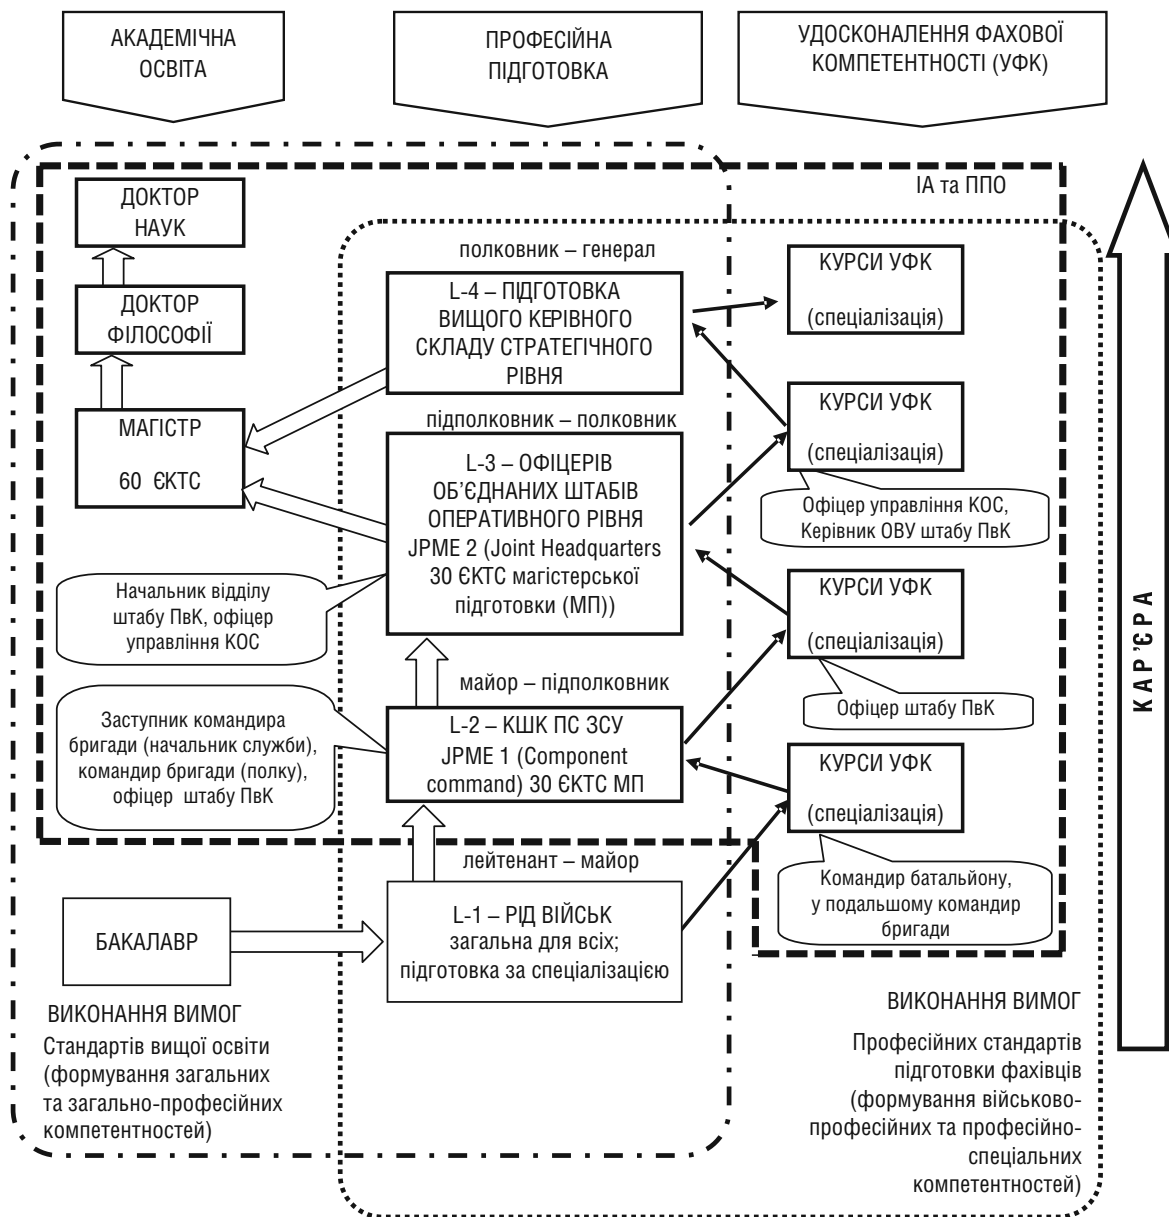 АКАДЕМІЧНА
ОСВІТА
ПРОФЕСІЙНА
ПІДГОТОВКА
УДОСКОНАЛЕННЯ ФАХОВОЇ
КОМПЕТЕНТНОСТІ (УФК)
ІА та ППО
ДОКТОР
НАУК
ДОКТОР
ФІЛОСОФІЇ
МАГІСТР
60 ЄКТС
полковник – генерал
L-4 – ПІДГОТОВКА
ВИЩОГО КЕРІВНОГО
СКЛАДУ СТРАТЕГІЧНОГО
РІВНЯ
підполковник – полковник
L-3 – ОФІЦЕРІВ
ОБ’ЄДНАНИХ ШТАБІВ
ОПЕРАТИВНОГО РІВНЯ
JPME 2 (Joint Headquarters
30 ЄКТС магістерської
підготовки (МП))
Начальник відділу
штабу ПвК, офіцер
управління КОС
майор – підполковник
Заступник командира
бригади (начальник служби),
командир бригади (полку),
офіцер штабу ПвК
L-2 – КШК ПС ЗСУ
JPME 1 (Component
command) 30 ЄКТС МП
лейтенант – майор
L-1 – РІД ВІЙСЬК
загальна для всіх;
підготовка за спеціалізацією
БАКАЛАВР
КУРСИ УФК
(спеціалізація)
КУРСИ УФК
(спеціалізація)
Офіцер управління КОС,
Керівник ОВУ штабу ПвК
КУРСИ УФК
(спеціалізація)
Офіцер штабу ПвК
КУРСИ УФК
(спеціалізація)
Командир батальйону,
у подальшому командир
бригади
КАР’ЄРА
ВИКОНАННЯ ВИМОГ
Стандартів вищої освіти
(формування загальних
та загально-професійних
компетентностей)
ВИКОНАННЯ ВИМОГ
Професійних стандартів
підготовки фахівців
(формування військово-
професійних та професійно-
спеціальних
компетентностей)